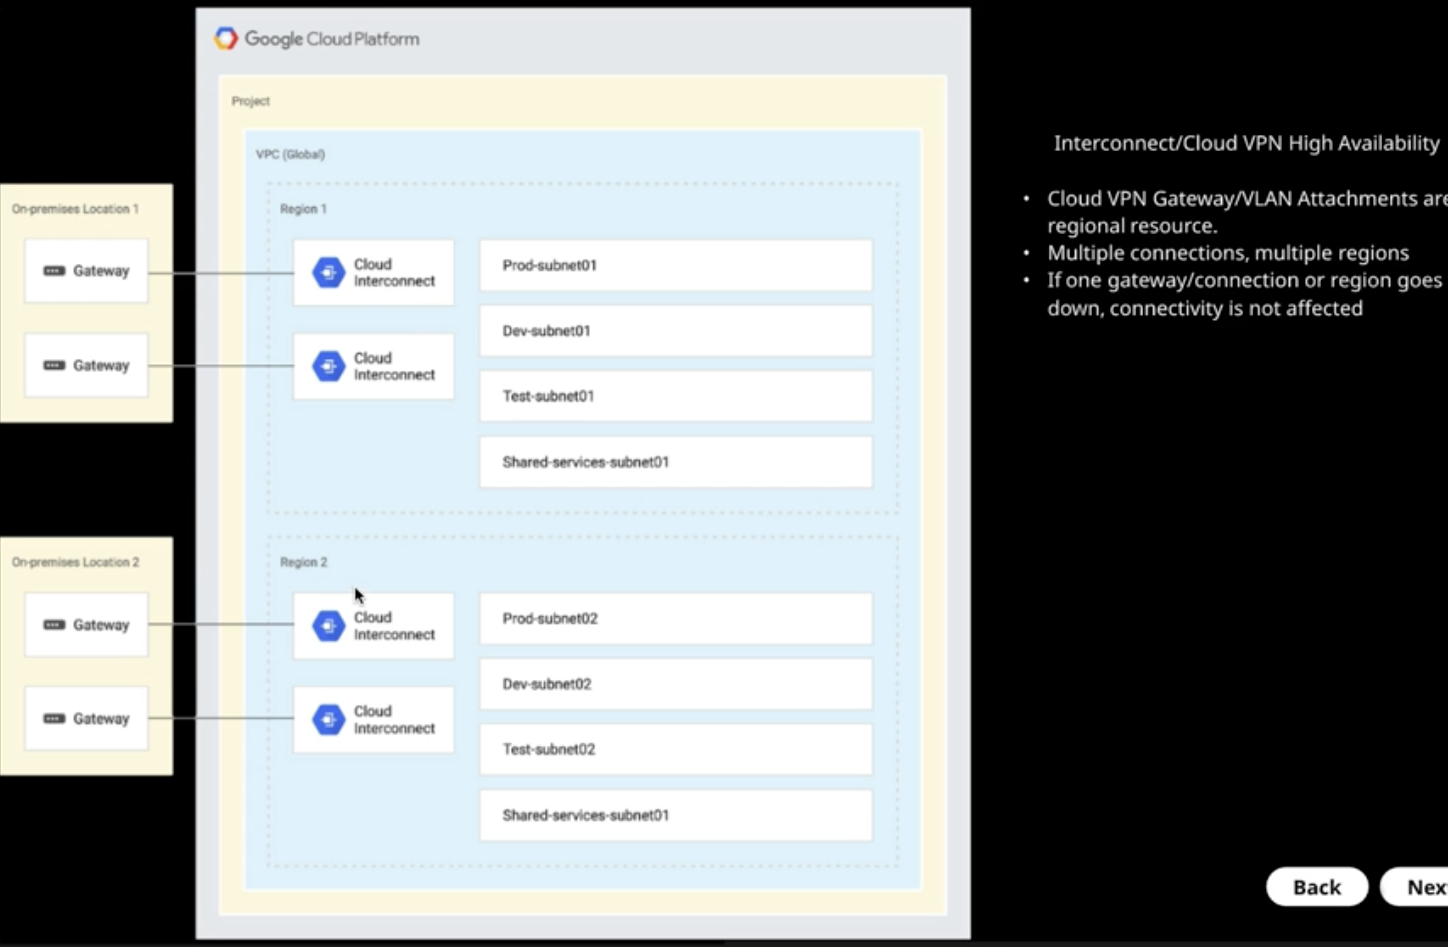 Google Cloud Platform
Project
VPC (Global)
On-premises Location 1
Gateway
Gateway
Region 1
Cloud
Interconnect
Cloud
Interconnect
Prod-subnet01
Dev-subnet01
Test-subnet01
Shared-services-subnet01
On-premises Location 2
Gateway
Gateway
Region 2
Cloud
Interconnect
Cloud
Interconnect
Prod-subnet02
Dev-subnet02
Test-subnet02
Shared-services-subnet01
Interconnect/Cloud VPN High Availability
• Cloud VPN Gateway/VLAN Attachments are
regional resource.
• Multiple connections, multiple regions
• If one gateway/connection or region goes
down, connectivity is not affected
Back
Nex